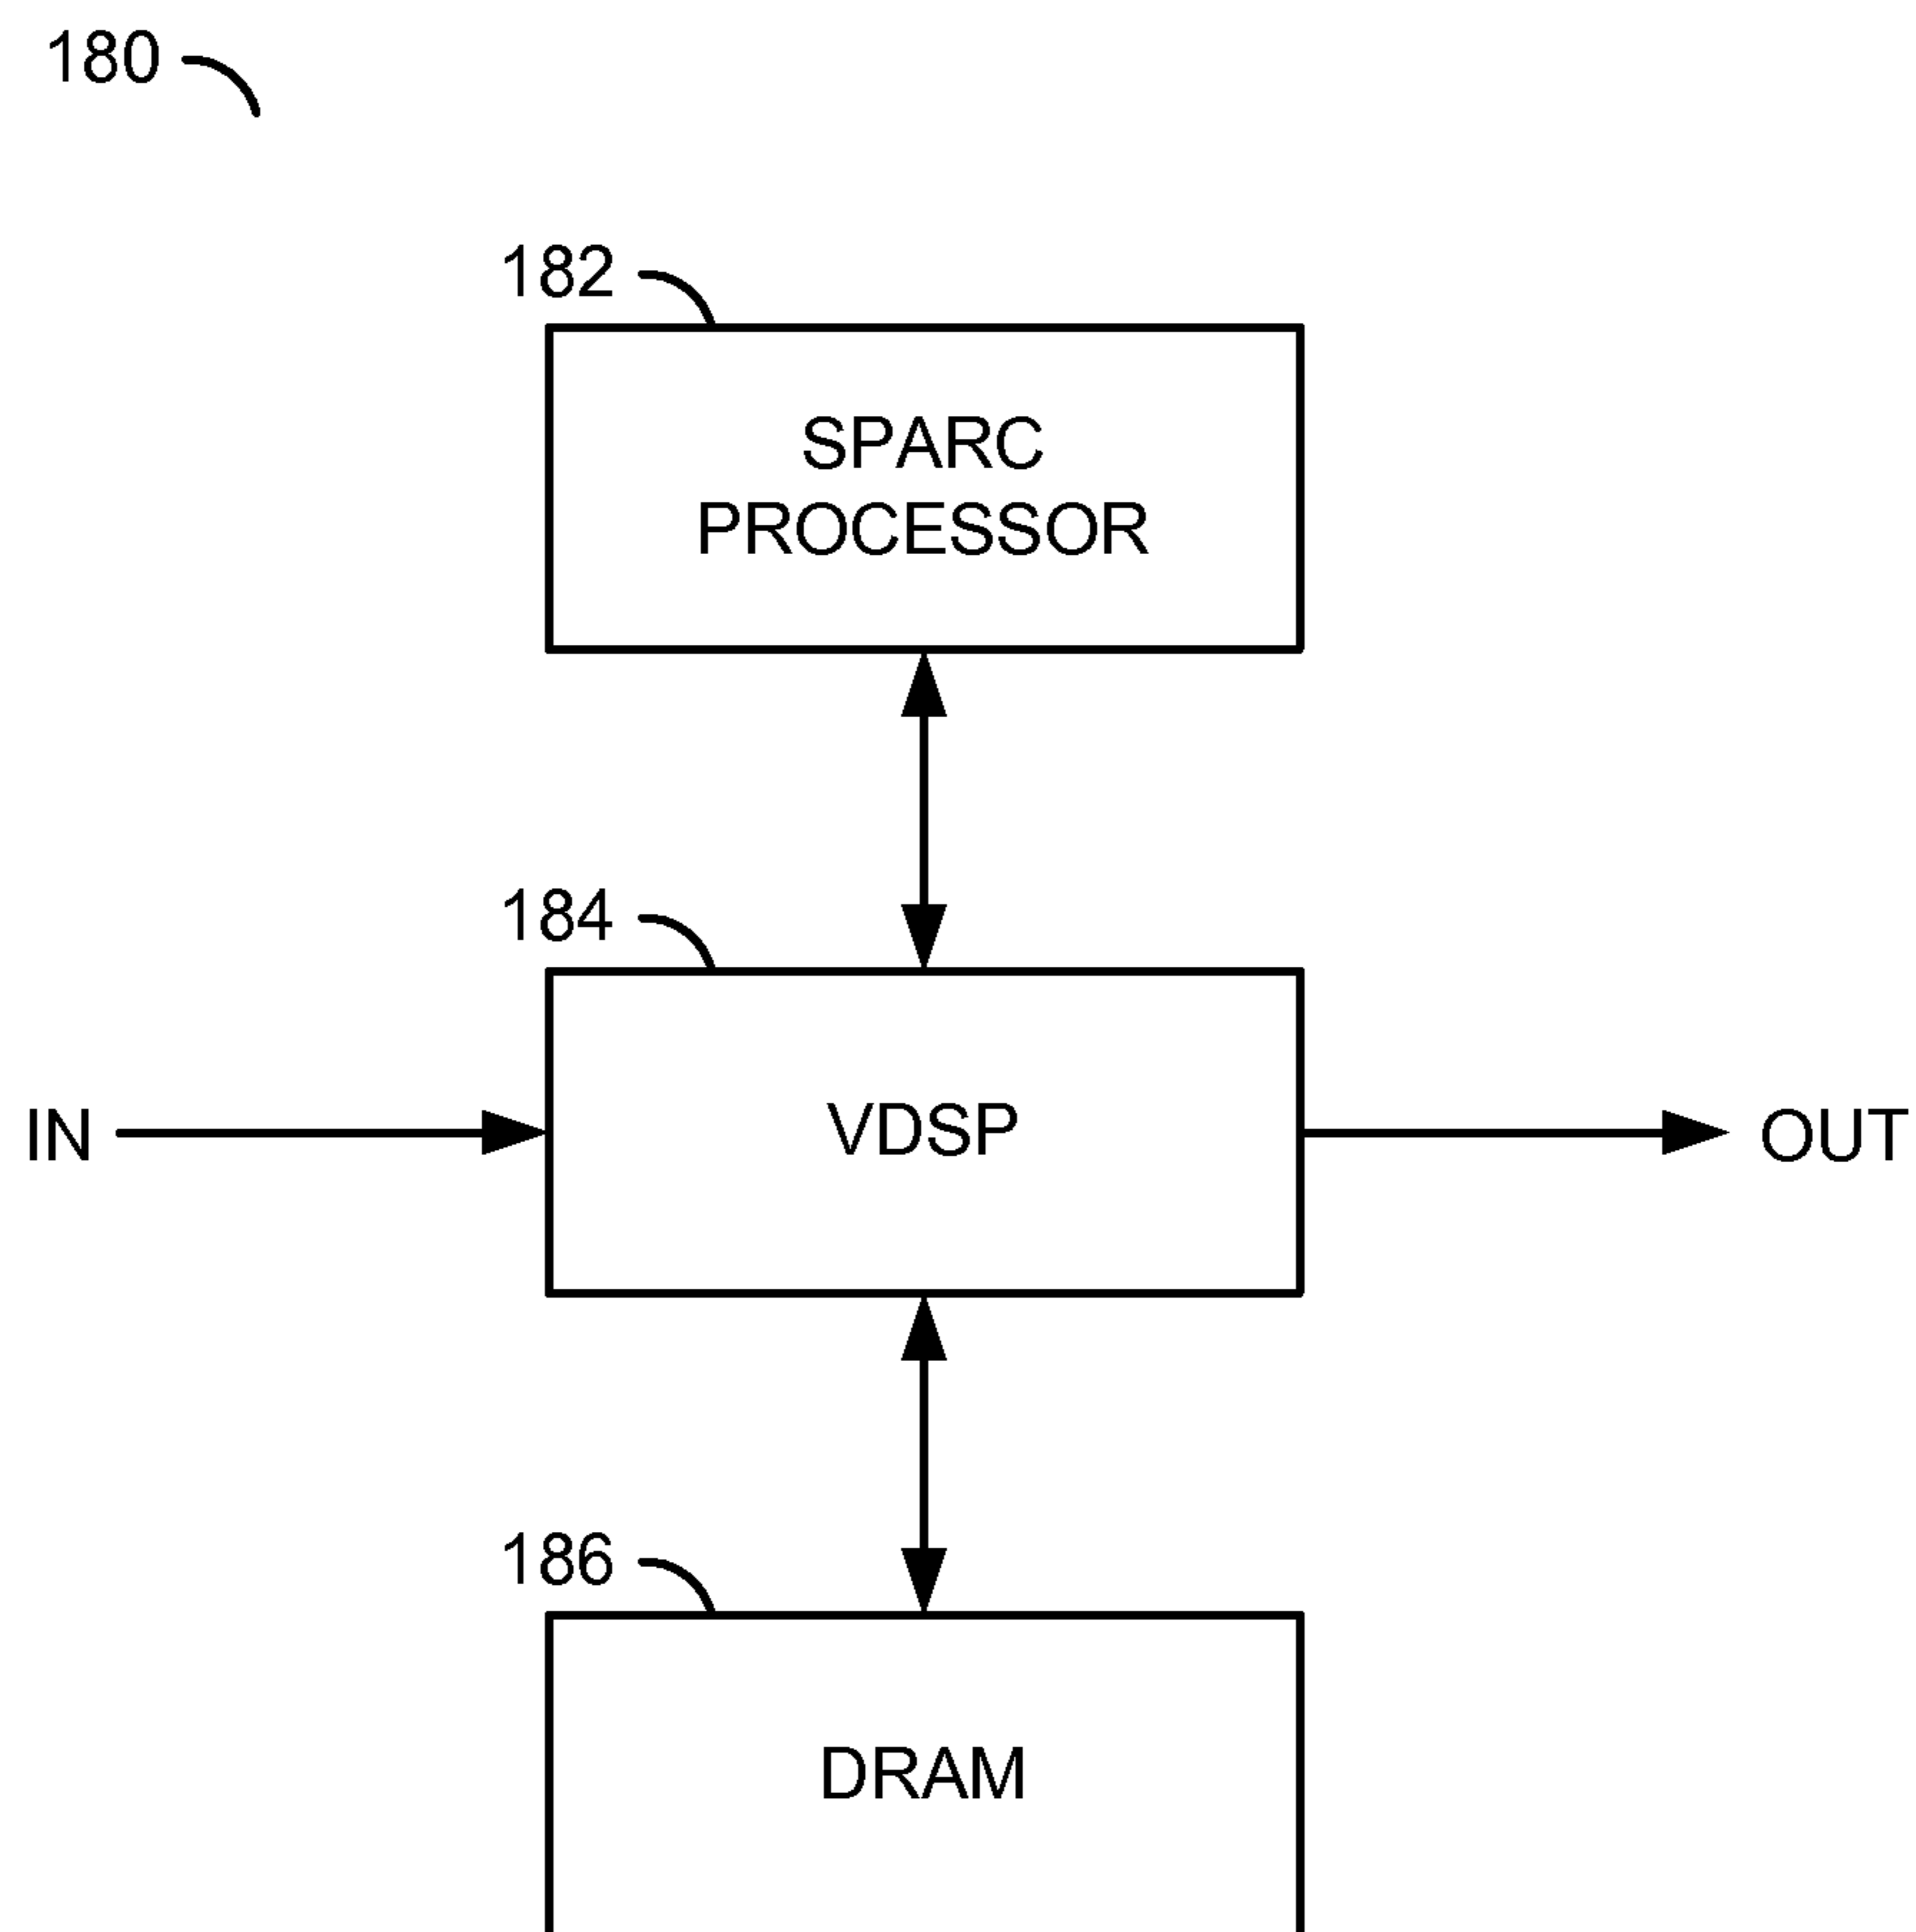 180
182
SPARC
PROCESSOR
184
IN
VDSP
OUT
186
DRAM